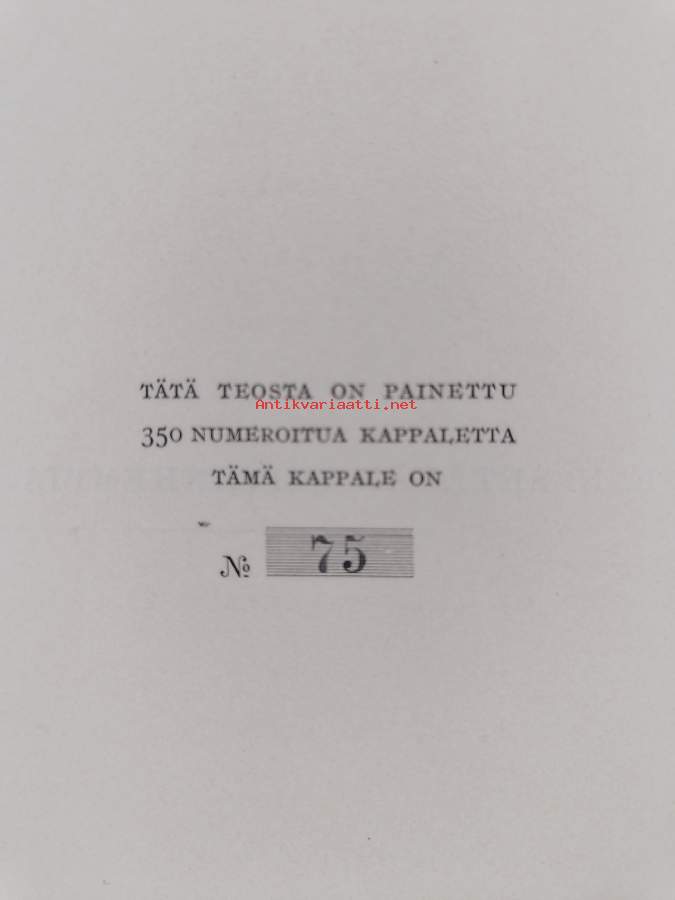 TÄTÄ TEOSTA ON PAINETTU
Antikvariaatti.net
350 NUMEROITUA KAPPALETTA
TÄMÄ KAPPALE ON
№ 75